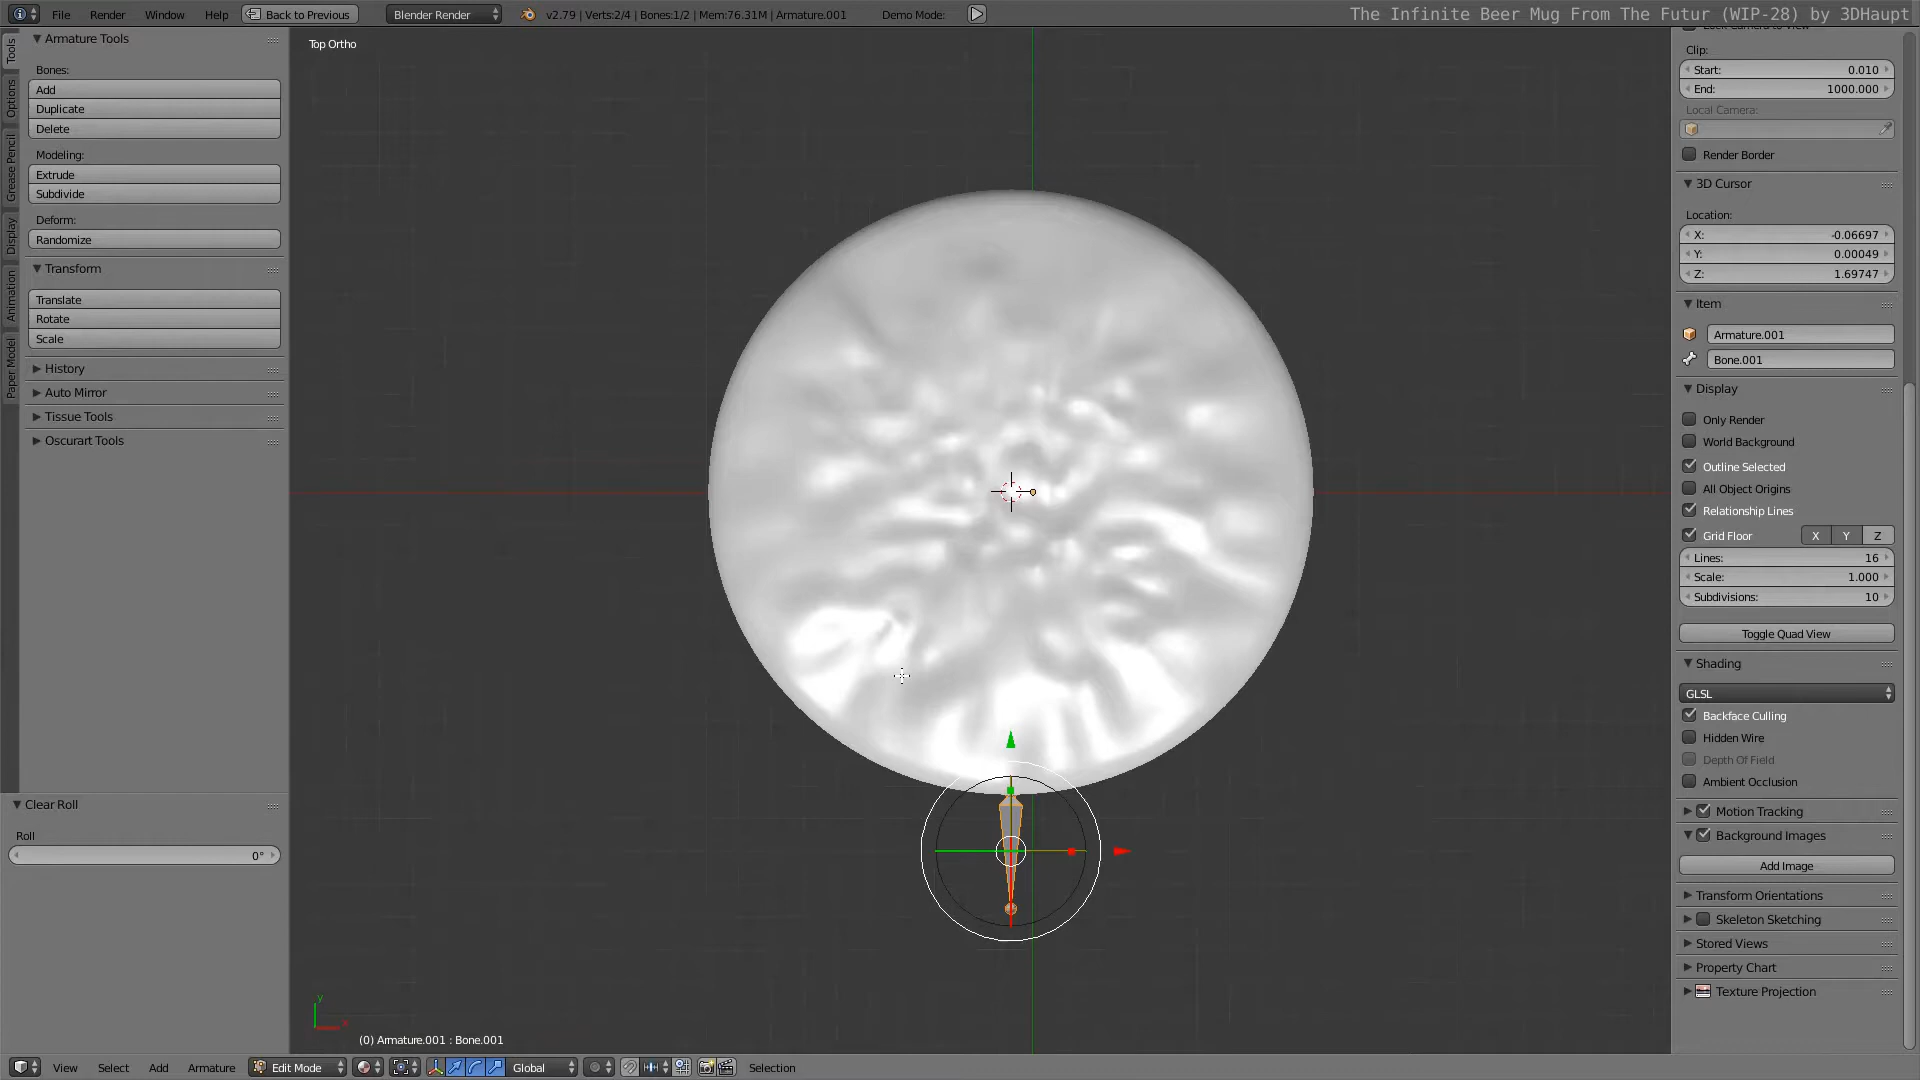 File Render Window Help Back to Previous Blender Render v2.79 | Verts:2/4 | Bones:1/2 | Mem:76.31M | Armature.001 Demo Mode: The Infinite Beer Mug From The Futur (WIP-28) by 3DHaupt
Tools
Options
Grease Pencil
Display
Animation
Paper Model
Armature Tools
Bones:
Add
Duplicate
Delete
Modeling:
Extrude
Subdivide
Deform:
Randomize
Transform
Translate
Rotate
Scale
History
Auto Mirror
Tissue Tools
Oscurart Tools
Clear Roll
Roll
0°
Top Ortho
y
x
(0) Armature.001 : Bone.001
Clip:
Start: 0.010
End: 1000.000
Local Camera:
Render Border
3D Cursor
Location:
X: -0.06697
Y: 0.00049
Z: 1.69747
Item
Armature.001
Bone.001
Display
Only Render
World Background
Outline Selected
All Object Origins
Relationship Lines
Grid Floor X Y Z
Lines: 16
Scale: 1.000
Subdivisions: 10
Toggle Quad View
Shading
GLSL
Backface Culling
Hidden Wire
Depth Of Field
Ambient Occlusion
Motion Tracking
Background Images
Add Image
Transform Orientations
Skeleton Sketching
Stored Views
Property Chart
Texture Projection
View Select Add Armature Edit Mode Global Selection